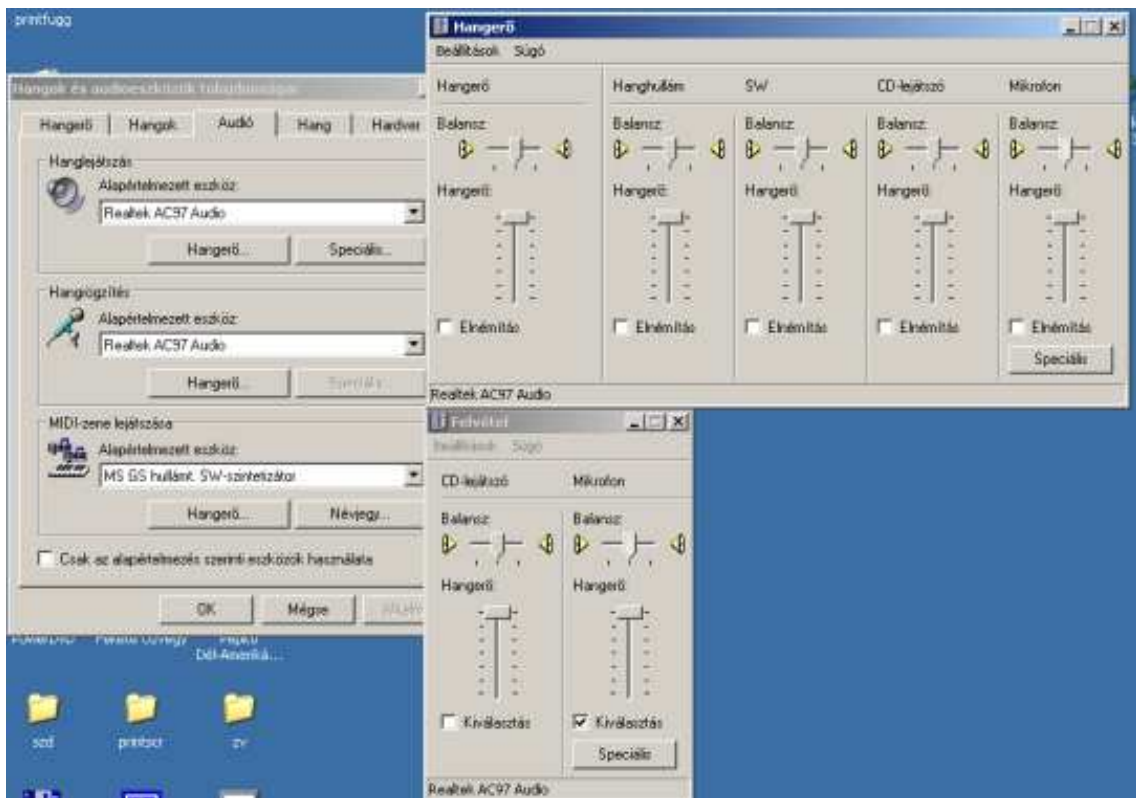 printfugg
Hangok és audioeszközök tulajdonságai
Hangerő Hangok Audió Hang Hardver
Hanglejátszás
Alapértelmezett eszköz:
Realtek AC97 Audio
Hangerő... Speciális...
Hangrögzítés
Alapértelmezett eszköz:
Realtek AC97 Audio
Hangerő... Speciális...
MIDI-zene lejátszása
Alapértelmezett eszköz:
MS GS hullámt. SW-szintetizátor
Hangerő... Névjegy...
Csak az alapértelmezés szerinti eszközök használata
OK Mégse
Hangerő
Beállítások Súgó
Hangerő Hanghullám SW CD-lejátszó Mikrofon
Balansz: Balansz: Balansz: Balansz: Balansz:
Hangerő: Hangerő: Hangerő: Hangerő: Hangerő:
Elnémítás Elnémítás Elnémítás Elnémítás Elnémítás
Speciális
Realtek AC97 Audio
Felvétel
Beállítások Súgó
CD-lejátszó Mikrofon
Balansz: Balansz:
Hangerő: Hangerő:
Kiválasztás Kiválasztás
Speciális
Realtek AC97 Audio
PowerDVD
Dél-Ameriká...
szd printscr zv